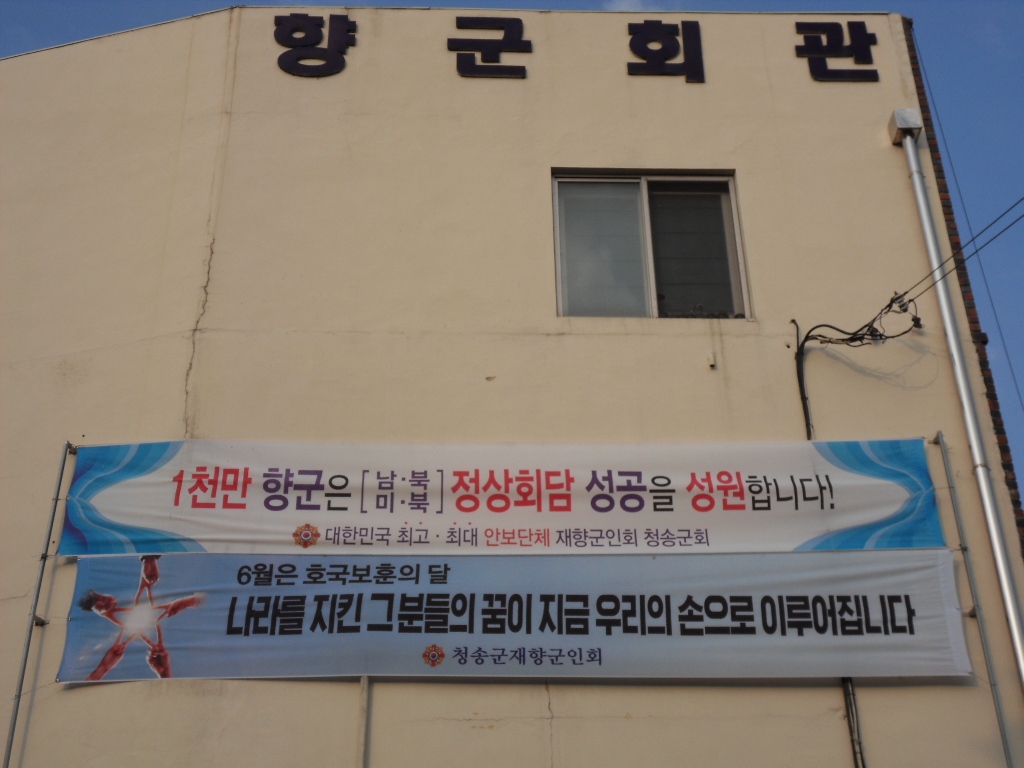 향군회관
1천만 향군은 [남·북 미·북] 정상회담 성공을 성원합니다!
대한민국 최고·최대 안보단체 재향군인회 청송군회
6월은 호국보훈의 달
나라를 지킨 그분들의 꿈이 지금 우리의 손으로 이루어집니다
청송군재향군인회